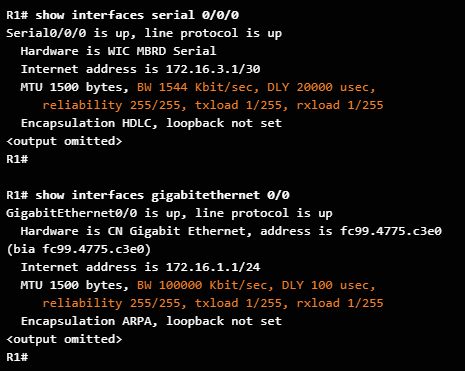 R1# show interfaces serial 0/0/0
Serial0/0/0 is up, line protocol is up
Hardware is WIC MBRD Serial
Internet address is 172.16.3.1/30
MTU 1500 bytes, BW 1544 Kbit/sec, DLY 20000 usec,
reliability 255/255, txload 1/255, rxload 1/255
Encapsulation HDLC, loopback not set
<output omitted>
R1#
R1# show interfaces gigabitethernet 0/0
GigabitEthernet0/0 is up, line protocol is up
Hardware is CN Gigabit Ethernet, address is fc99.4775.c3e0
(bia fc99.4775.c3e0)
Internet address is 172.16.1.1/24
MTU 1500 bytes, BW 100000 Kbit/sec, DLY 100 usec,
reliability 255/255, txload 1/255, rxload 1/255
Encapsulation ARPA, loopback not set
<output omitted>
R1#